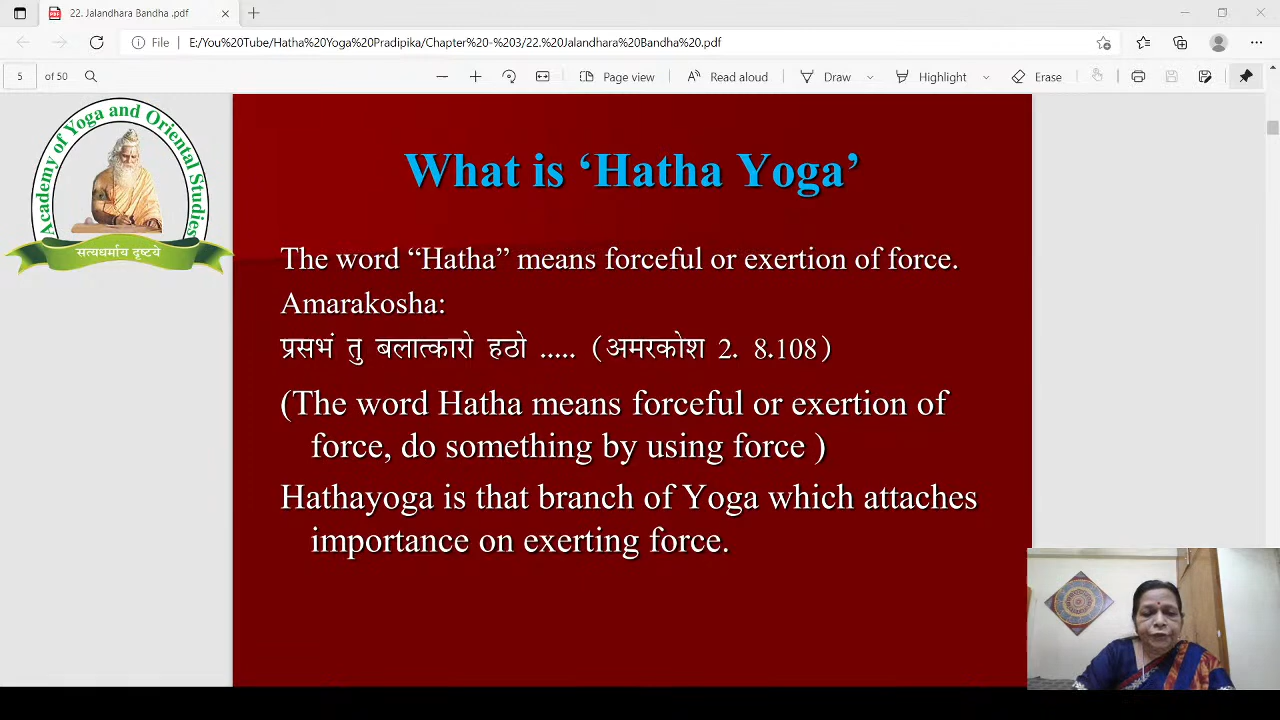 22. Jalandhara Bandha .pdf
File
E:/You%20Tube/Hatha%20Yoga%20Pradipika/Chapter%20-%203/22.%20Jalandhara%20Bandha%20.pdf
5 of 50
Page view
Read aloud
Draw
Highlight
Erase
Academy of Yoga and Oriental Studies
सत्यधर्माय दृष्टये
What is ‘Hatha Yoga’
The word “Hatha” means forceful or exertion of force.
Amarakosha:
प्रसभं तु बलात्कारो हठो ..... (अमरकोश 2. 8.108)
(The word Hatha means forceful or exertion of
force, do something by using force )
Hathayoga is that branch of Yoga which attaches
importance on exerting force.